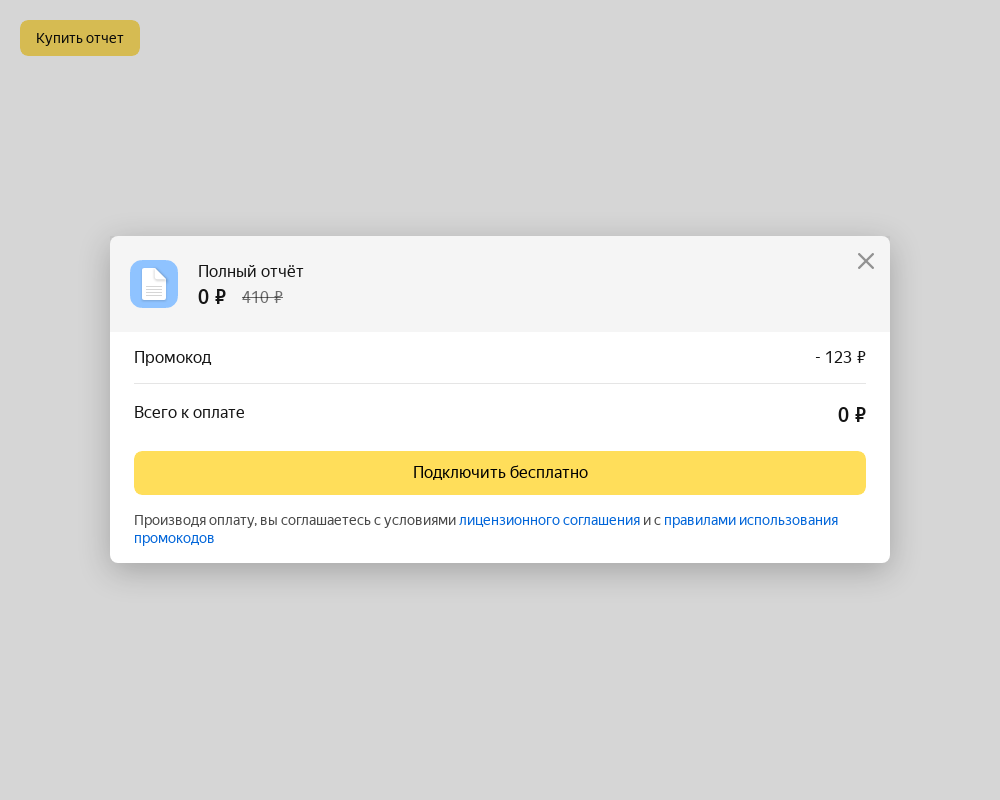 Купить отчет
Полный отчёт
0 ₽ 410 ₽
Промокод - 123 ₽
Всего к оплате 0 ₽
Подключить бесплатно
Производя оплату, вы соглашаетесь с условиями лицензионного соглашения и с правилами использования
промокодов